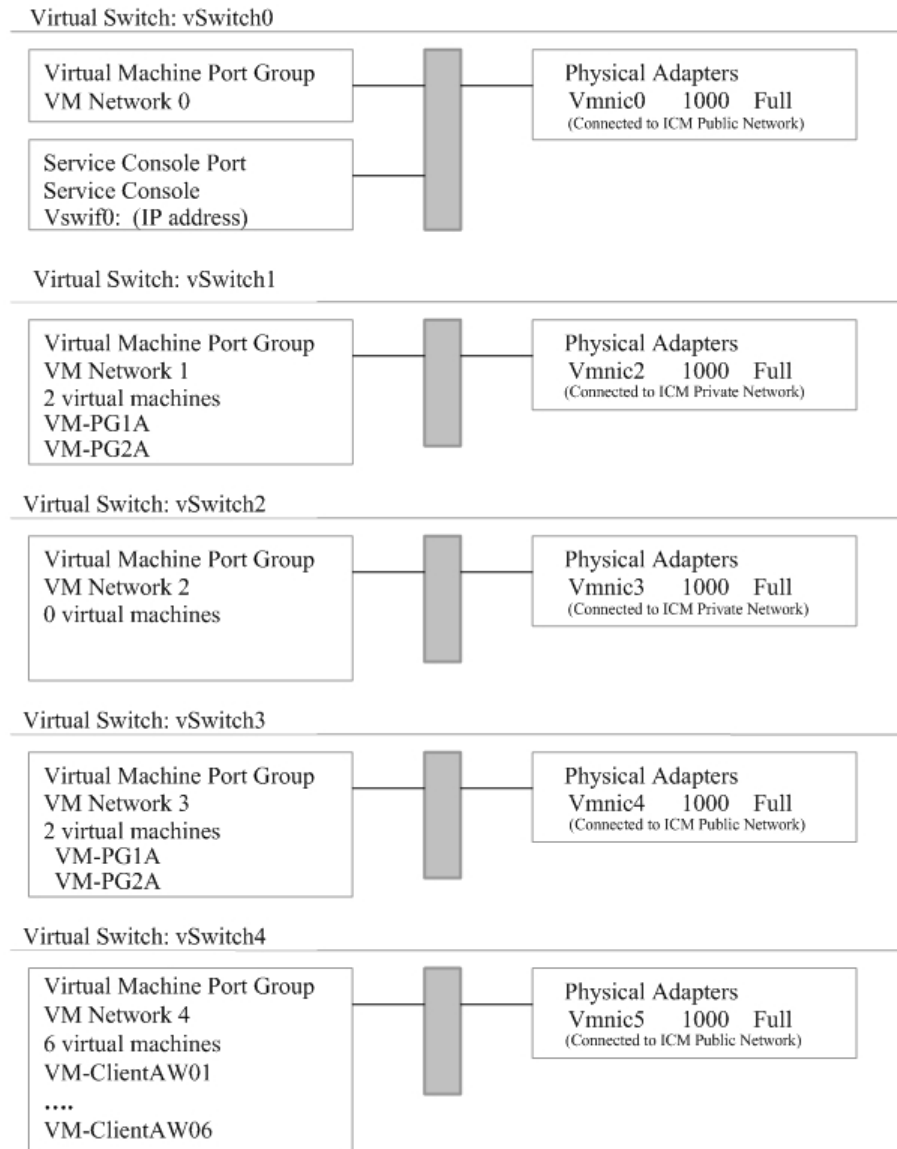 Virtual Switch: vSwitch0
Virtual Machine Port Group
VM Network 0
Physical Adapters
Vmnic0 1000 Full
(Connected to ICM Public Network)
Service Console Port
Service Console
Vswif0: (IP address)
Virtual Switch: vSwitch1
Virtual Machine Port Group
VM Network 1
2 virtual machines
VM-PG1A
VM-PG2A
Physical Adapters
Vmnic2 1000 Full
(Connected to ICM Private Network)
Virtual Switch: vSwitch2
Virtual Machine Port Group
VM Network 2
0 virtual machines
Physical Adapters
Vmnic3 1000 Full
(Connected to ICM Private Network)
Virtual Switch: vSwitch3
Virtual Machine Port Group
VM Network 3
2 virtual machines
VM-PG1A
VM-PG2A
Physical Adapters
Vmnic4 1000 Full
(Connected to ICM Public Network)
Virtual Switch: vSwitch4
Virtual Machine Port Group
VM Network 4
6 virtual machines
VM-ClientAW01
....
VM-ClientAW06
Physical Adapters
Vmnic5 1000 Full
(Connected to ICM Public Network)